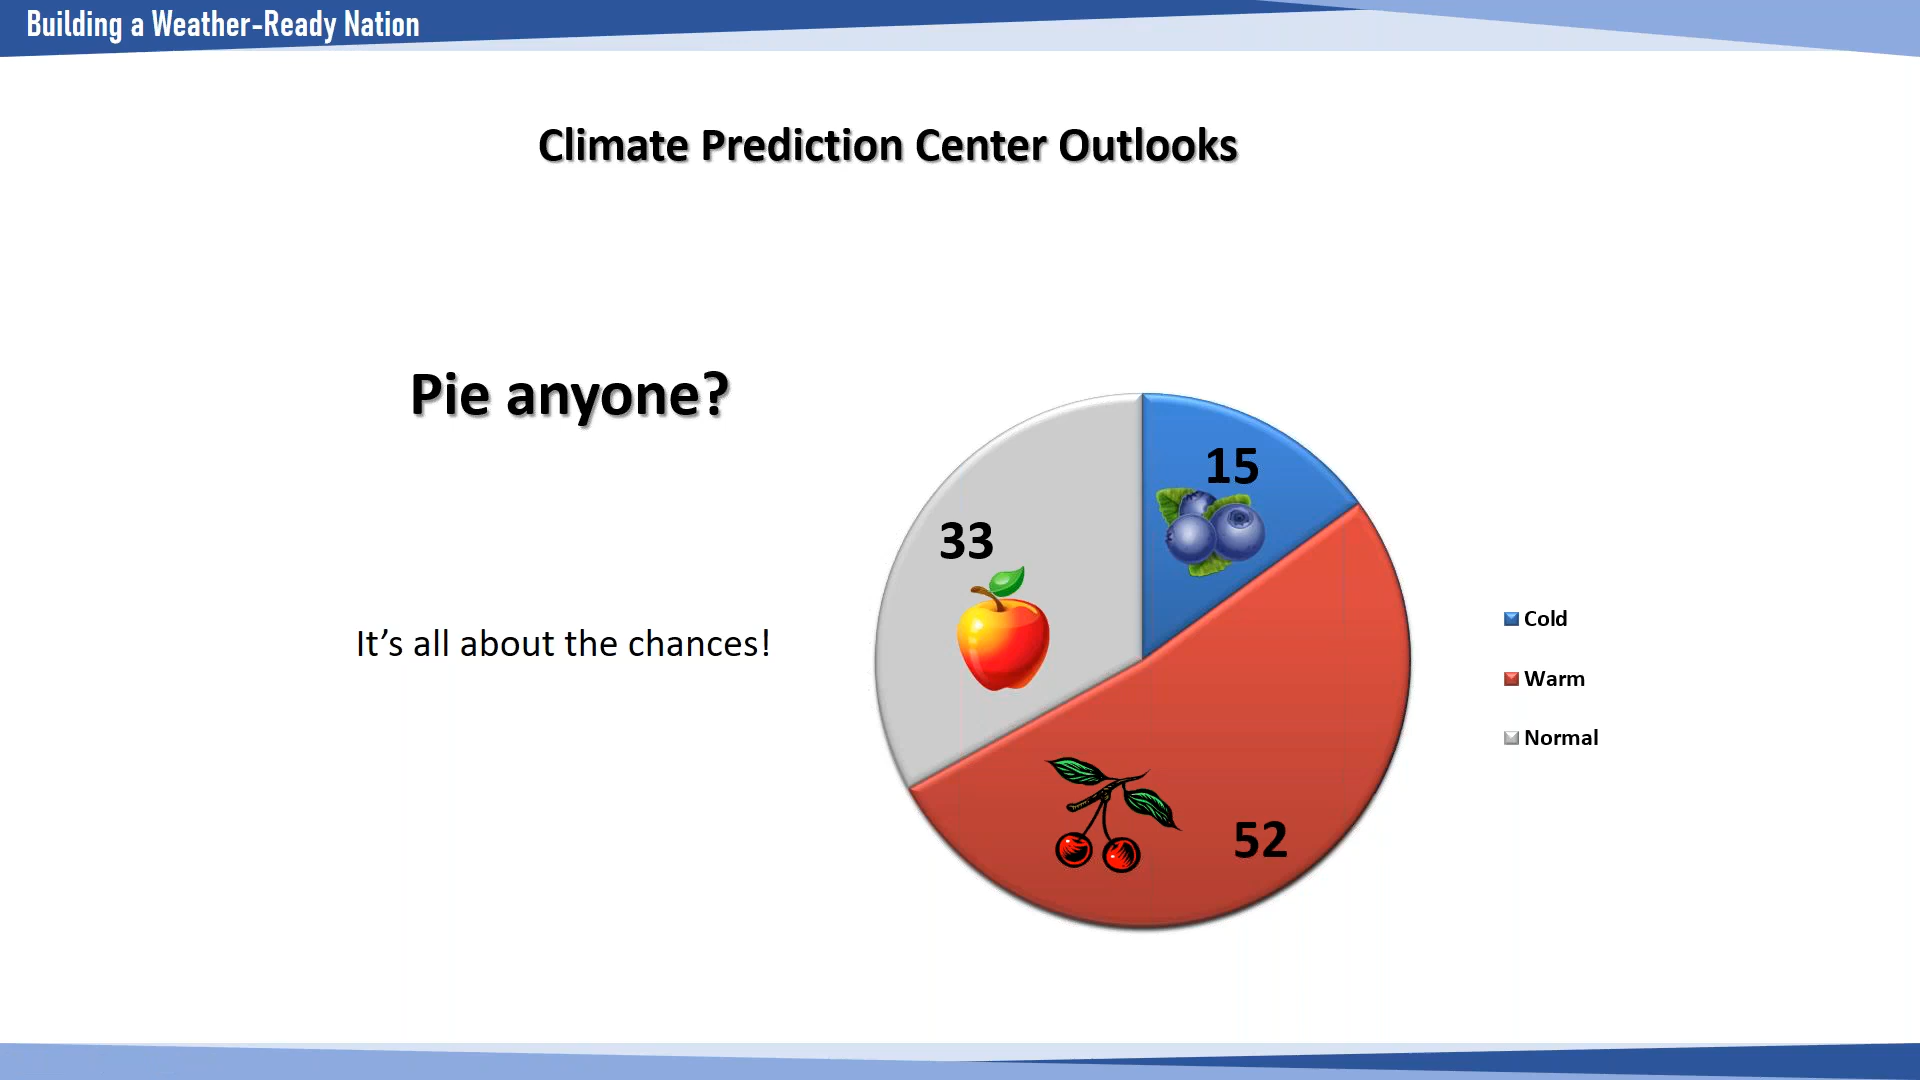 Building a Weather-Ready Nation
Climate Prediction Center Outlooks
Pie anyone?
It’s all about the chances!
15
33
52
Cold
Warm
Normal